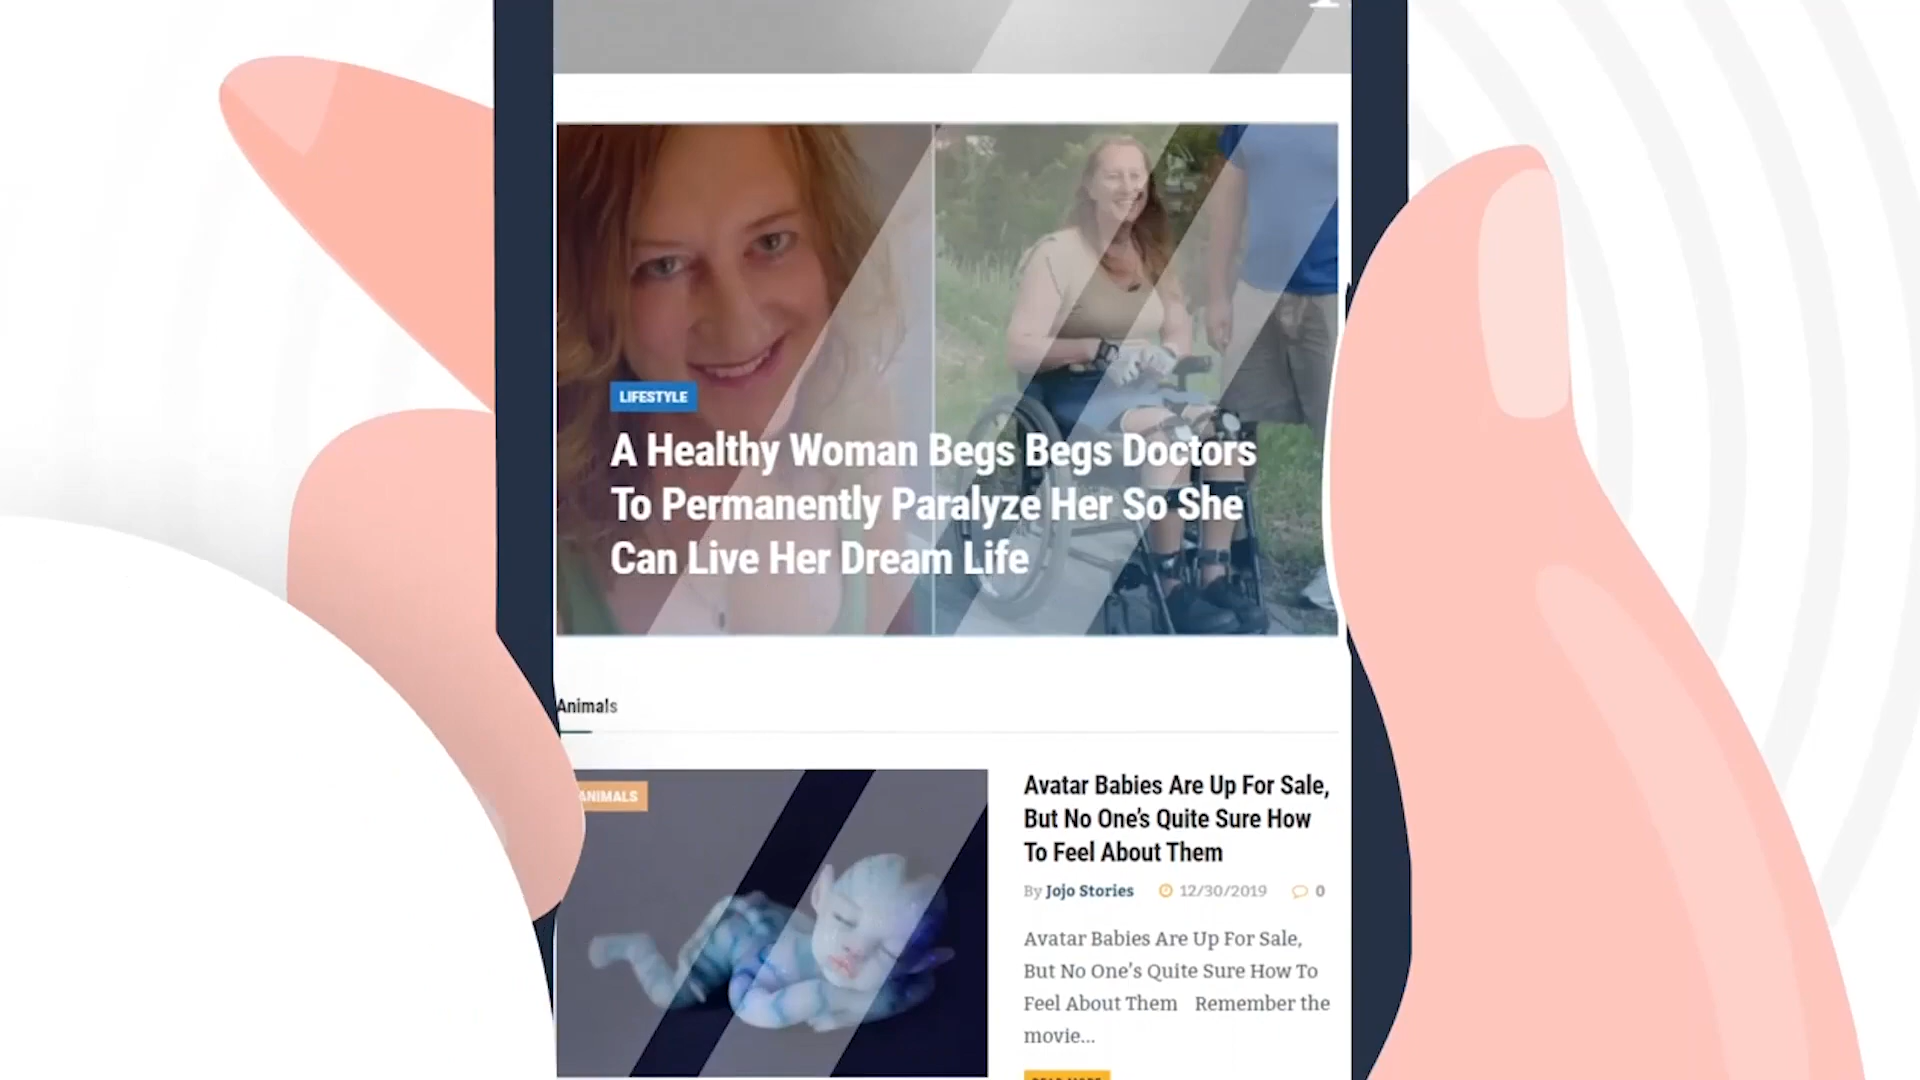 LIFESTYLE
A Healthy Woman Begs Begs Doctors
To Permanently Paralyze Her So She
Can Live Her Dream Life
Animals
ANIMALS
Avatar Babies Are Up For Sale,
But No One's Quite Sure How
To Feel About Them
By Jojo Stories 12/30/2019 0
Avatar Babies Are Up For Sale,
But No One's Quite Sure How To
Feel About Them Remember the
movie...
READ MORE